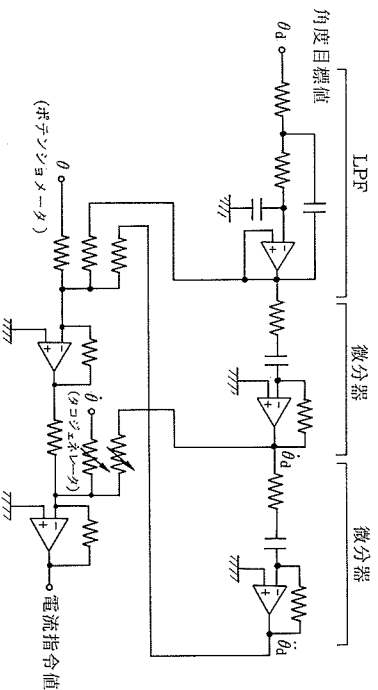 角度目標値
θd
LPF
微分器
微分器
θ̇d
θ̈d
θ
(ポテンショメータ)
θ̇
(タコジェネレータ)
電流指令値
−
+
−
+
−
+
−
+
−
+